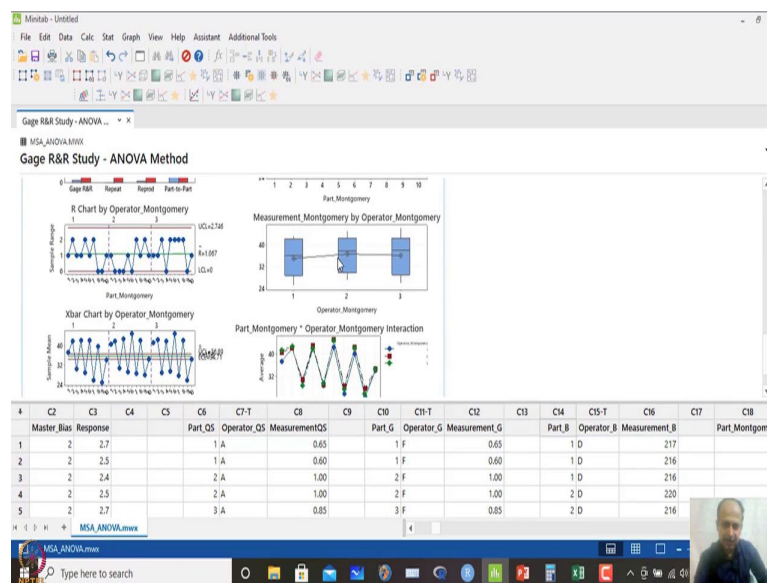 Minitab - Untitled
File Edit Data Calc Stat Graph View Help Assistant Additional Tools
Gage R&R Study - ANOVA ...
MSA_ANOVA.MWX
Gage R&R Study - ANOVA Method
Gage R&R Repeat Reprod Part-to-Part
1 2 3 4 5 6 7 8 9 10
Part_Montgomery
R Chart by Operator_Montgomery
1 2 3
Sample Range
2
1
0
UCL=2.746
R=1.067
LCL=0
Part_Montgomery
Measurement_Montgomery by Operator_Montgomery
40
32
24
1 2 3
Operator_Montgomery
Xbar Chart by Operator_Montgomery
1 2 3
Sample Mean
40
32
24
Part_Montgomery * Operator_Montgomery Interaction
Average
40
32
C2 C3 C4 C5 C6 C7-T C8 C9 C10 C11-T C12 C13 C14 C15-T C16 C17 C18
Master_Bias Response Part_QS Operator_QS MeasurementQS Part_G Operator_G Measurement_G Part_B Operator_B Measurement_B Part_Montgom
1 2 2.7 1 A 0.65 1 F 0.65 1 D 217
2 2 2.5 1 A 0.60 1 F 0.60 1 D 216
3 2 2.4 2 A 1.00 2 F 1.00 1 D 216
4 2 2.5 2 A 1.00 2 F 1.00 2 D 220
5 2 2.7 3 A 0.85 3 F 0.85 2 D 216
MSA_ANOVA.mwx
MSA_ANOVA.mwx
Type here to search